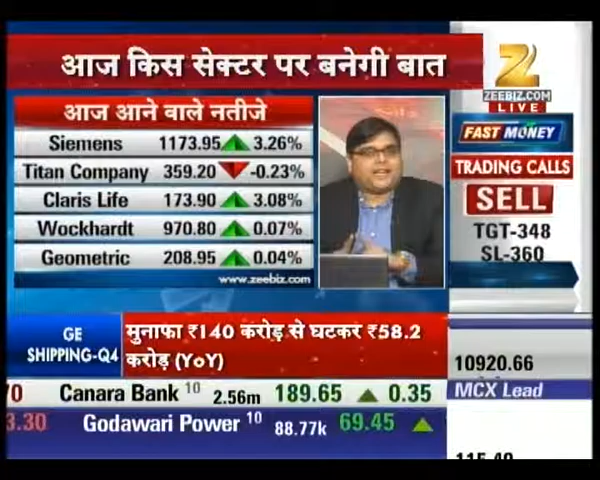 आज किस सेक्टर पर बनेगी बात
Z
ZEEBIZ.COM
LIVE
आज आने वाले नतीजे
Siemens 1173.95 3.26%
Titan Company 359.20 -0.23%
Claris Life 173.90 3.08%
Wockhardt 970.80 0.07%
Geometric 208.95 0.04%
www.zeebiz.com
FAST MONEY
TRADING CALLS
SELL
TGT-348
SL-360
GE
SHIPPING-Q4
मुनाफा ₹140 करोड़ से घटकर ₹58.2
करोड़ (YoY)
10920.66
MCX Lead
70 Canara Bank 10 2.56m 189.65 0.35
3.30 Godawari Power 10 88.77k 69.45